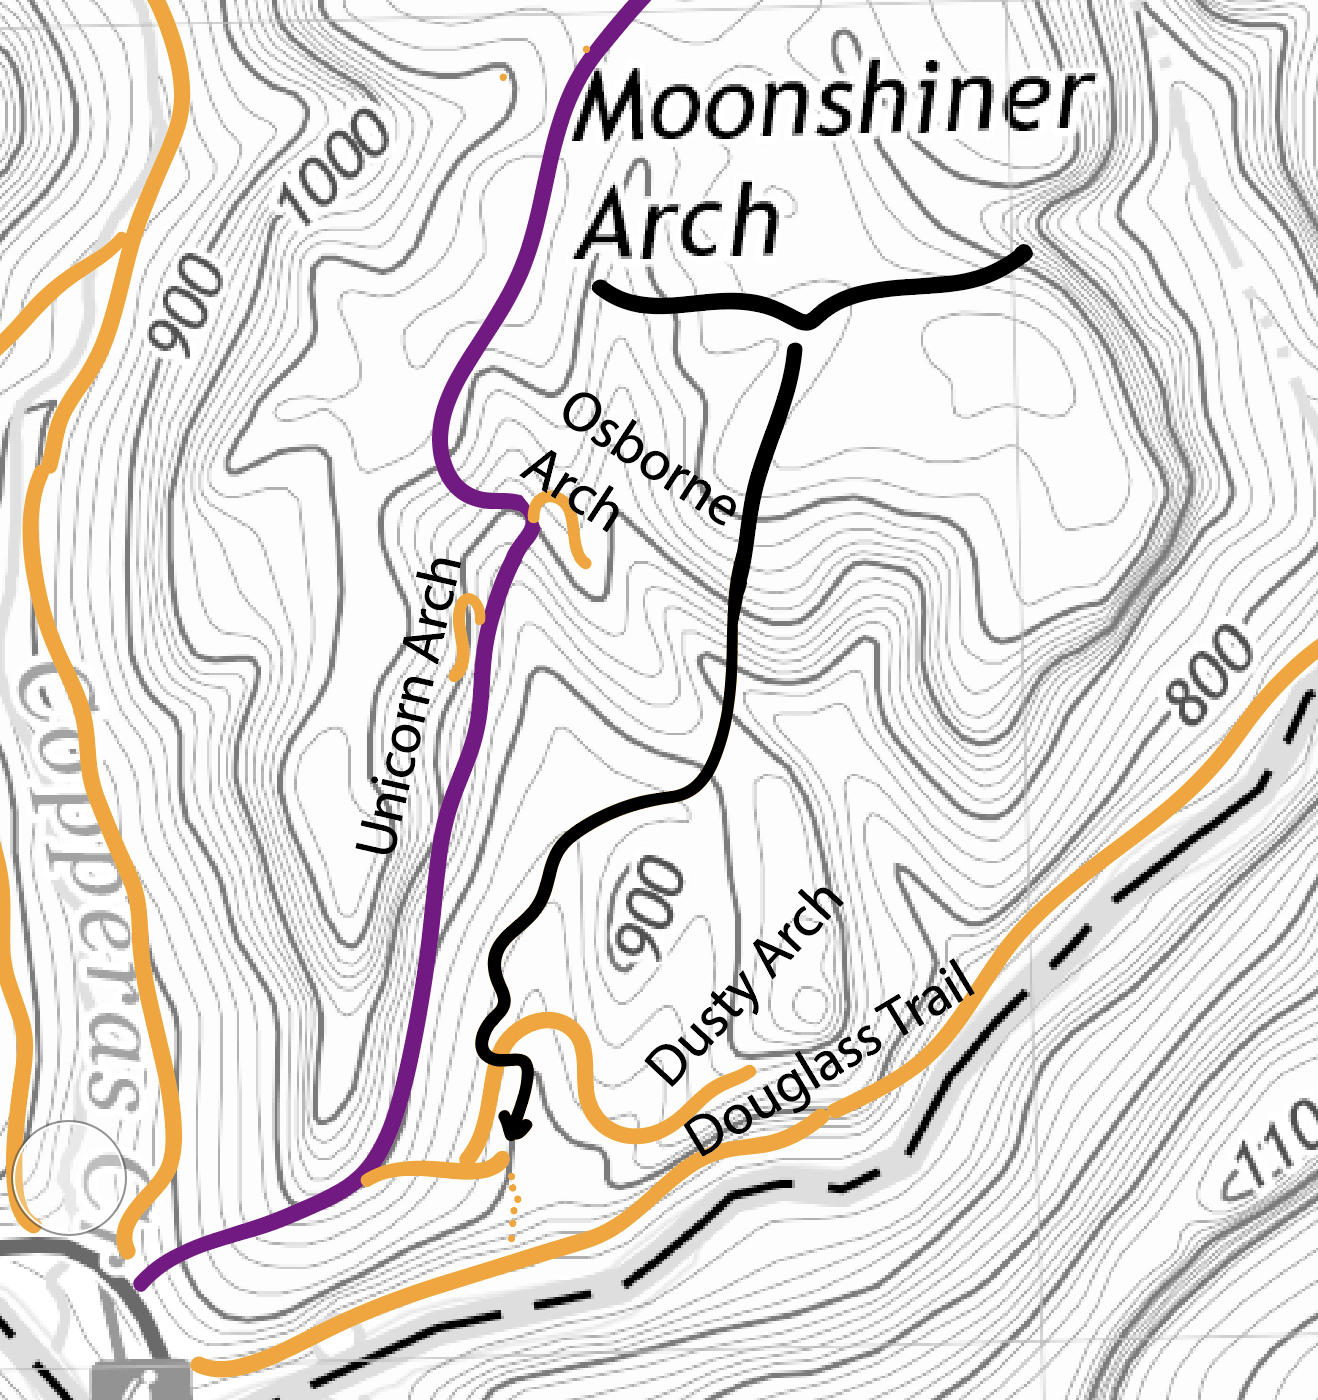 Moonshiner
Arch
1000
900
Osborne
Arch
Unicorn Arch
800
Copperas C
900
Dusty Arch
Douglass Trail